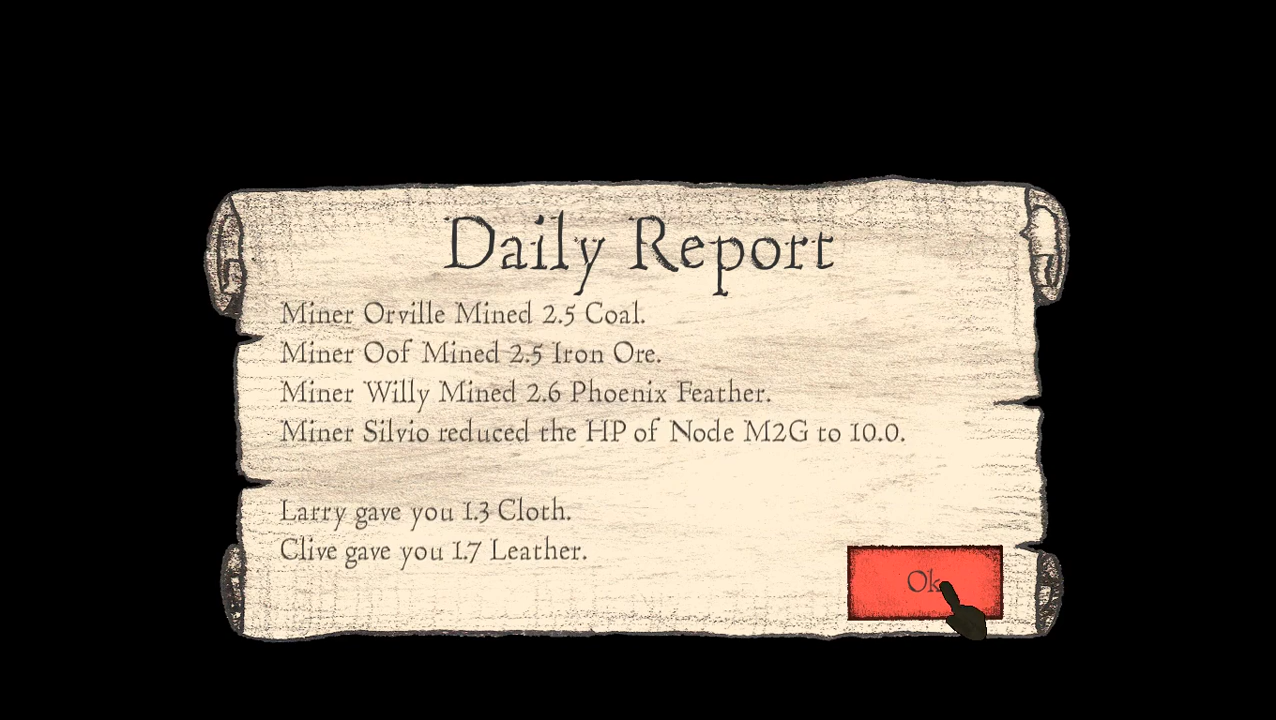 Daily Report
Miner Orville Mined 2.5 Coal.
Miner Oof Mined 2.5 Iron Ore.
Miner Willy Mined 2.6 Phoenix Feather.
Miner Silvio reduced the HP of Node M2G to 10.0.
Larry gave you 1.3 Cloth.
Clive gave you 1.7 Leather.
Ok